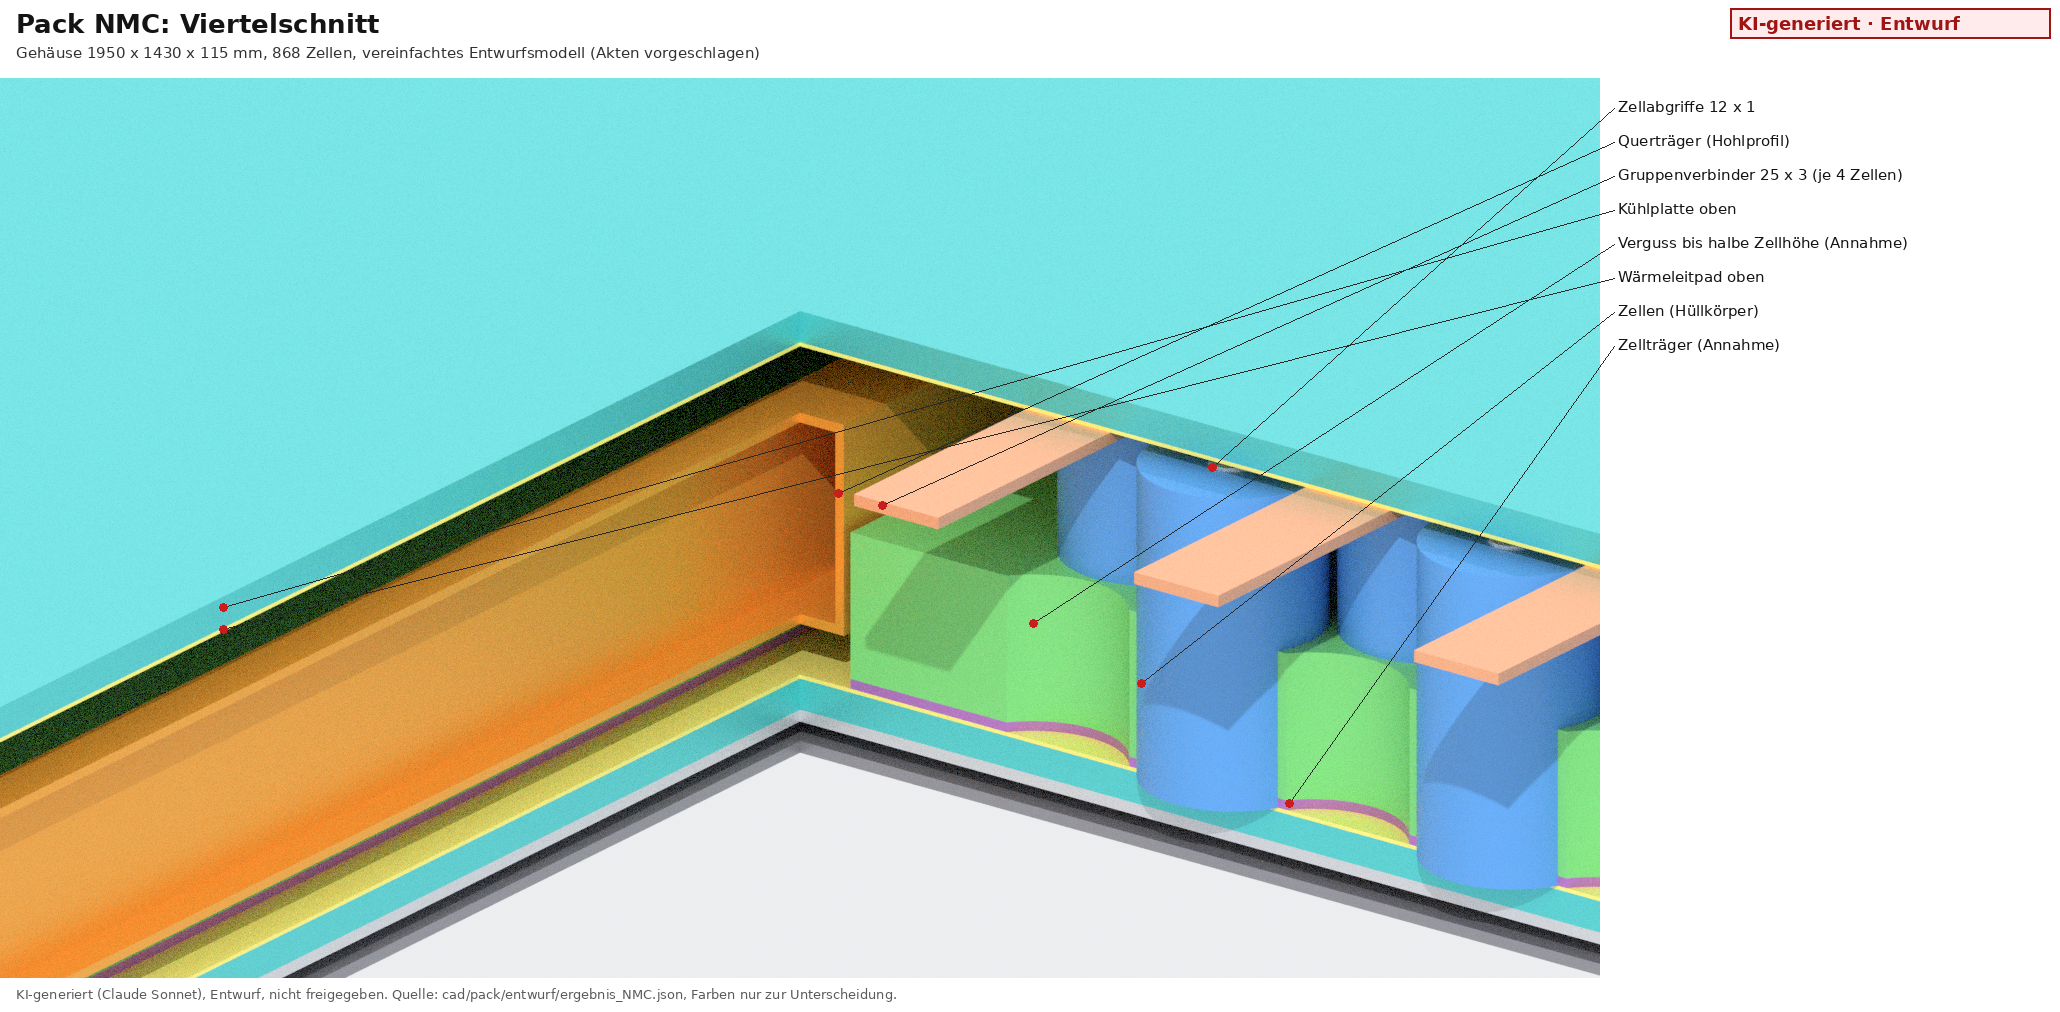 Pack NMC: Viertelschnitt
KI-generiert · Entwurf
Gehäuse 1950 x 1430 x 115 mm, 868 Zellen, vereinfachtes Entwurfsmodell (Akten vorgeschlagen)
Zellabgriffe 12 x 1
Querträger (Hohlprofil)
Gruppenverbinder 25 x 3 (je 4 Zellen)
Kühlplatte oben
Verguss bis halbe Zellhöhe (Annahme)
Wärmeleitpad oben
Zellen (Hüllkörper)
Zellträger (Annahme)
KI-generiert (Claude Sonnet), Entwurf, nicht freigegeben. Quelle: cad/pack/entwurf/ergebnis_NMC.json, Farben nur zur Unterscheidung.